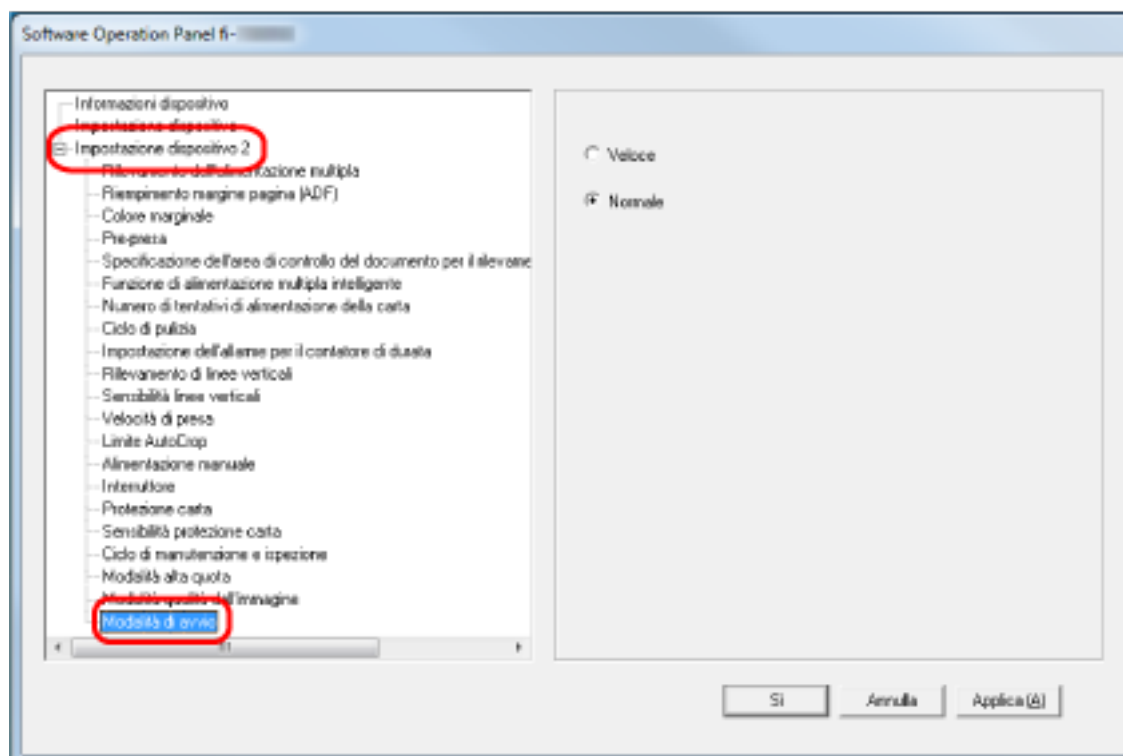 Software Operation Panel fi-
Informazioni dispositivo
Impostazione dispositivo
Impostazione dispositivo 2
Rilevamento dell'alimentazione multipla
Riempimento margine pagina (ADF)
Colore marginale
Pre-presa
Specificazione dell'area di controllo del documento per il rilevame
Funzione di alimentazione multipla intelligente
Numero di tentativi di alimentazione della carta
Ciclo di pulizia
Impostazione dell'allarme per il contatore di durata
Rilevamento di linee verticali
Sensibilità linee verticali
Velocità di presa
Limite AutoCrop
Alimentazione manuale
Interruttore
Protezione carta
Sensibilità protezione carta
Ciclo di manutenzione e ispezione
Modalità alta quota
Modalità qualità dell'immagine
Modalità di avvio
Veloce
Normale
Sì
Annulla
Applica (A)